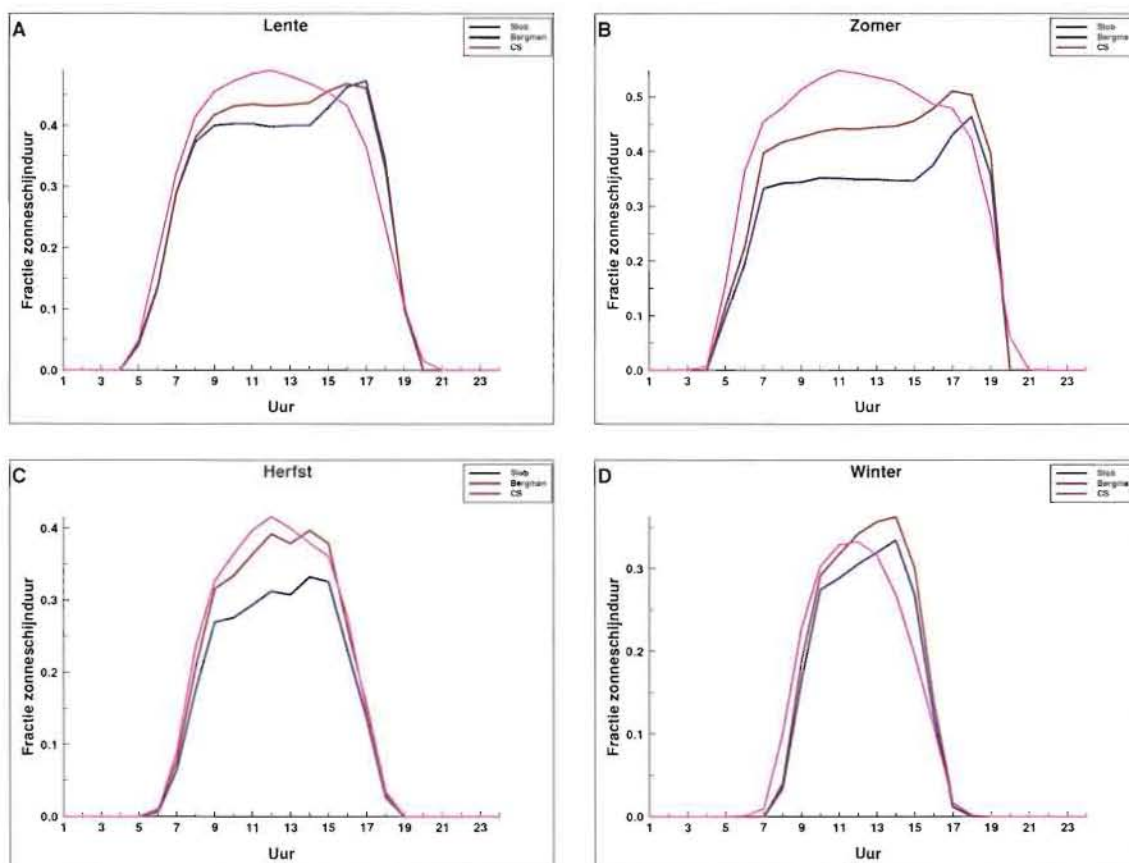 A
Lente
Slob
Bergman
CS
Fractie zonneschijnduur
0.4
0.3
0.2
0.1
0.0
1 3 5 7 9 11 13 15 17 19 21 23
Uur
B
Zomer
Slob
Bergman
CS
Fractie zonneschijnduur
0.5
0.4
0.3
0.2
0.1
0.0
1 3 5 7 9 11 13 15 17 19 21 23
Uur
C
Herfst
Slob
Bergman
CS
Fractie zonneschijnduur
0.4
0.3
0.2
0.1
0.0
1 3 5 7 9 11 13 15 17 19 21 23
Uur
D
Winter
Slob
Bergman
CS
Fractie zonneschijnduur
0.3
0.2
0.1
0.0
1 3 5 7 9 11 13 15 17 19 21 23
Uur